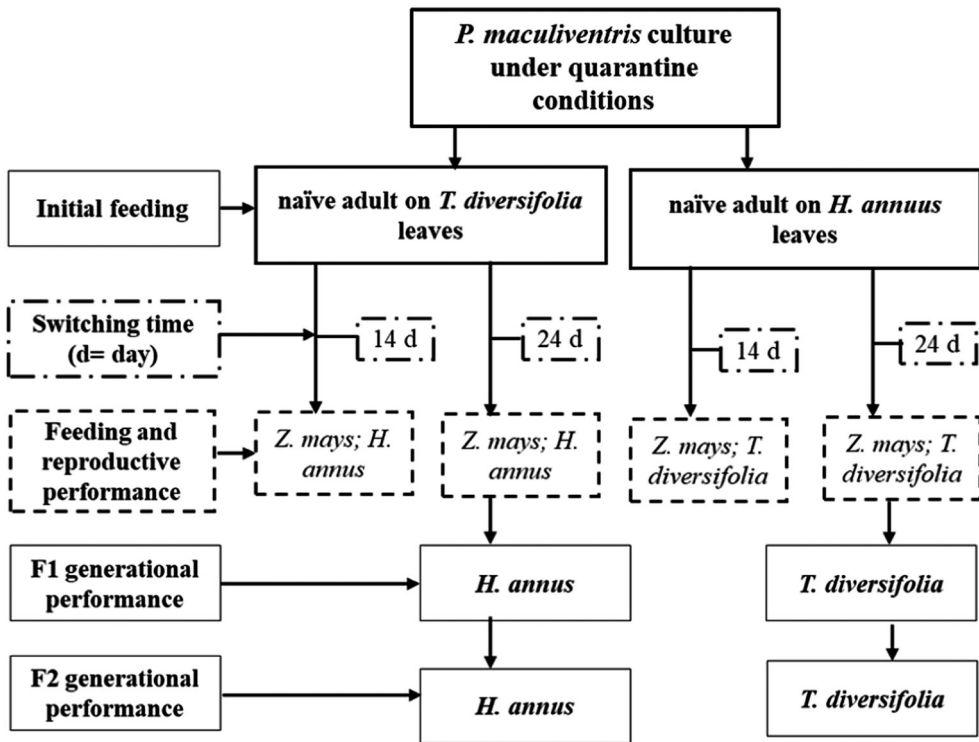 P. maculiventris culture
under quarantine
conditions
Initial feeding
naïve adult on T. diversifolia
leaves
naïve adult on H. annuus
leaves
Switching time
(d= day)
14 d
24 d
14 d
24 d
Feeding and
reproductive
performance
Z. mays; H.
annus
Z. mays; H.
annus
Z. mays; T.
diversifolia
Z. mays; T.
diversifolia
F1 generational
performance
H. annus
T. diversifolia
F2 generational
performance
H. annus
T. diversifolia